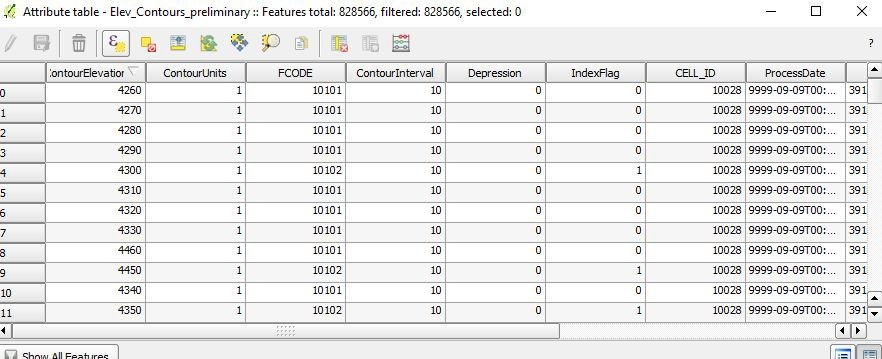 Attribute table - Elev_Contours_preliminary :: Features total: 828566, filtered: 828566, selected: 0
?
ontourElevation ContourUnits FCODE ContourInterval Depression IndexFlag CELL_ID ProcessDate
0 4260 1 10101 10 0 0 10028 9999-09-09T00:... 391
1 4270 1 10101 10 0 0 10028 9999-09-09T00:... 391
2 4280 1 10101 10 0 0 10028 9999-09-09T00:... 391
3 4290 1 10101 10 0 0 10028 9999-09-09T00:... 391
4 4300 1 10102 10 0 1 10028 9999-09-09T00:... 391
5 4310 1 10101 10 0 0 10028 9999-09-09T00:... 391
6 4320 1 10101 10 0 0 10028 9999-09-09T00:... 391
7 4330 1 10101 10 0 0 10028 9999-09-09T00:... 391
8 4460 1 10101 10 0 0 10028 9999-09-09T00:... 391
9 4450 1 10102 10 0 1 10028 9999-09-09T00:... 391
10 4340 1 10101 10 0 0 10028 9999-09-09T00:... 391
11 4350 1 10102 10 0 1 10028 9999-09-09T00:... 391
Show All Features